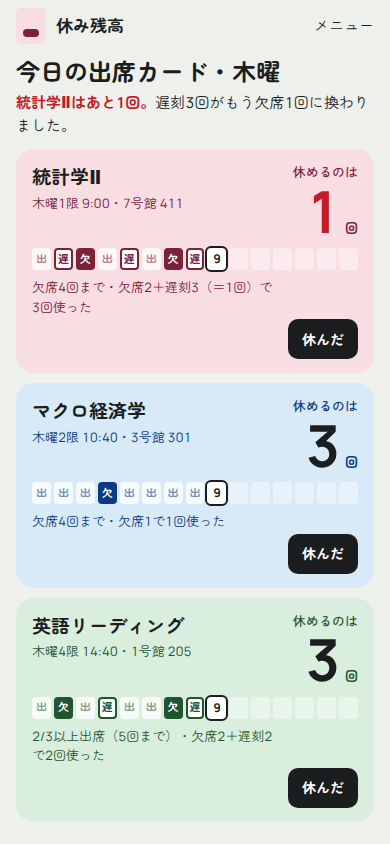 休み残高
メニュー
今日の出席カード・木曜
統計学Ⅱはあと1回。遅刻3回がもう欠席1回に換わり
ました。
統計学Ⅱ
休めるのは
木曜1限 9:00・7号館 411
1回
出 遅 欠 出 遅 出 欠 遅 9
欠席4回まで・欠席2＋遅刻3（＝1回）で
3回使った
休んだ
マクロ経済学
休めるのは
木曜2限 10:40・3号館 301
3回
出 出 出 欠 出 出 出 出 9
欠席4回まで・欠席1で1回使った
休んだ
英語リーディング
休めるのは
木曜4限 14:40・1号館 205
3回
出 欠 出 遅 出 出 欠 遅 9
2/3以上出席（5回まで）・欠席2＋遅刻2
で2回使った
休んだ